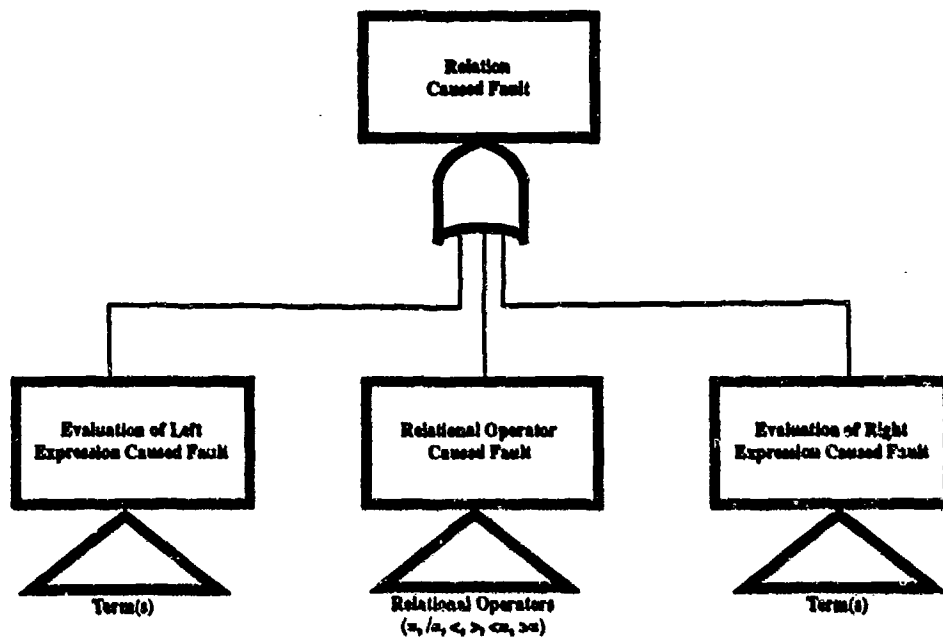 Relation
Caused Fault
Evaluation of Left
Expression Caused Fault
Relational Operator
Caused Fault
Evaluation of Right
Expression Caused Fault
Term(s)
Relational Operators
(=, /=, <, >, <=, >=)
Term(s)